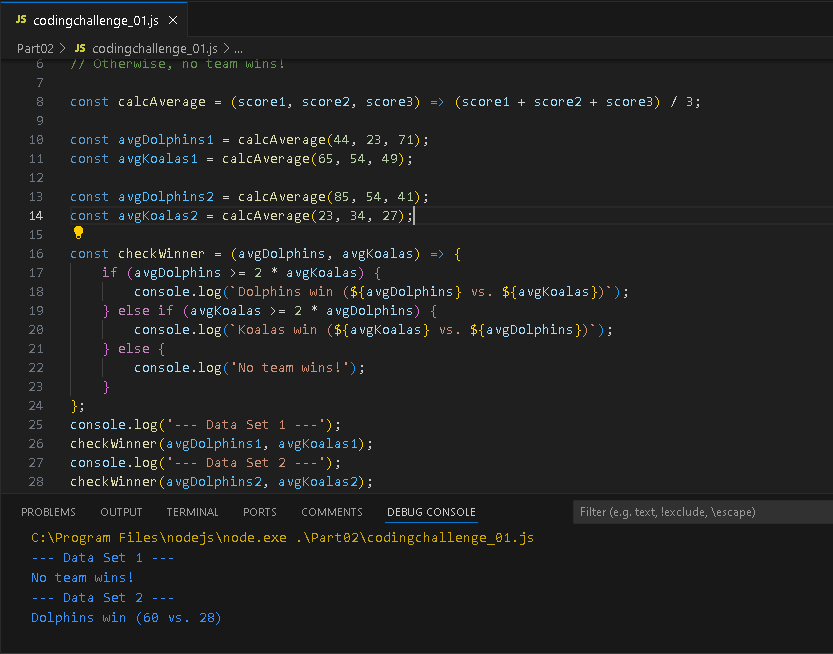 JS codingchallenge_01.js ×
Part02 > JS codingchallenge_01.js > ...
6 // Otherwise, no team wins!
7
8 const calcAverage = (score1, score2, score3) => (score1 + score2 + score3) / 3;
9
10 const avgDolphins1 = calcAverage(44, 23, 71);
11 const avgKoalas1 = calcAverage(65, 54, 49);
12
13 const avgDolphins2 = calcAverage(85, 54, 41);
14 const avgKoalas2 = calcAverage(23, 34, 27);
15
16 const checkWinner = (avgDolphins, avgKoalas) => {
17     if (avgDolphins >= 2 * avgKoalas) {
18         console.log(`Dolphins win (${avgDolphins} vs. ${avgKoalas})`);
19     } else if (avgKoalas >= 2 * avgDolphins) {
20         console.log(`Koalas win (${avgKoalas} vs. ${avgDolphins})`);
21     } else {
22         console.log('No team wins!');
23     }
24 };
25 console.log('--- Data Set 1 ---');
26 checkWinner(avgDolphins1, avgKoalas1);
27 console.log('--- Data Set 2 ---');
28 checkWinner(avgDolphins2, avgKoalas2);
PROBLEMS OUTPUT TERMINAL PORTS COMMENTS DEBUG CONSOLE Filter (e.g. text, !exclude, \escape)
C:\Program Files\nodejs\node.exe .\Part02\codingchallenge_01.js
--- Data Set 1 ---
No team wins!
--- Data Set 2 ---
Dolphins win (60 vs. 28)